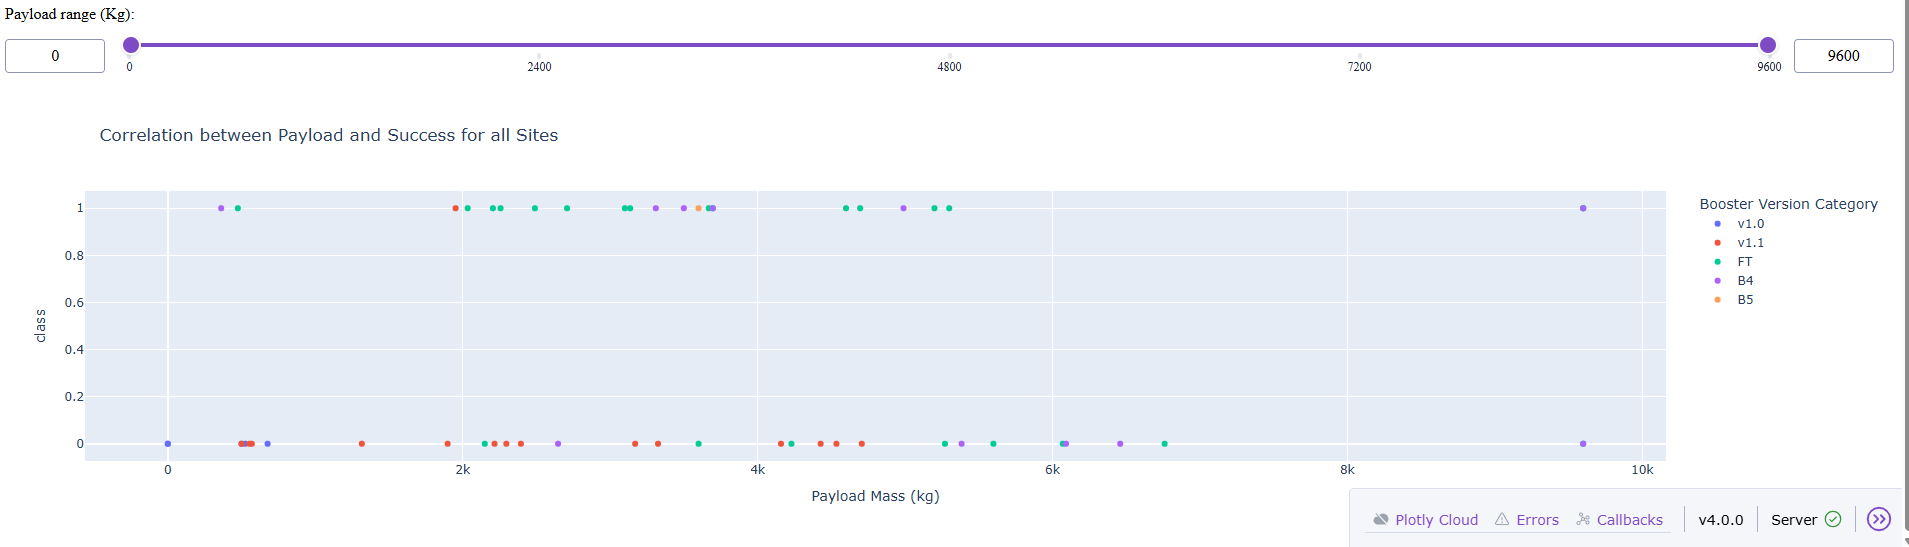 Payload range (Kg):
0
0 2400 4800 7200 9600
9600
Correlation between Payload and Success for all Sites
class
1
0.8
0.6
0.4
0.2
0
0 2k 4k 6k 8k 10k
Payload Mass (kg)
Booster Version Category
v1.0
v1.1
FT
B4
B5
Plotly Cloud Errors Callbacks v4.0.0 Server